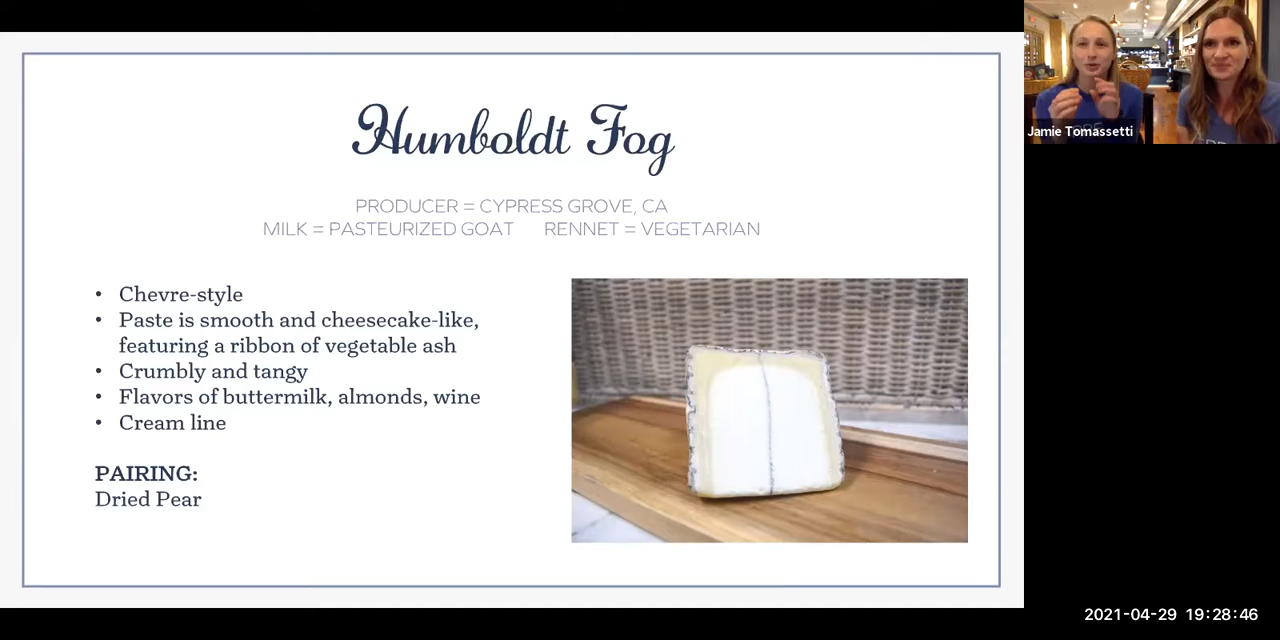 Humboldt Fog
PRODUCER = CYPRESS GROVE, CA
MILK = PASTEURIZED GOAT RENNET = VEGETARIAN
• Chevre-style
• Paste is smooth and cheesecake-like,
featuring a ribbon of vegetable ash
• Crumbly and tangy
• Flavors of buttermilk, almonds, wine
• Cream line
PAIRING:
Dried Pear
Jamie Tomassetti
2021-04-29 19:28:46